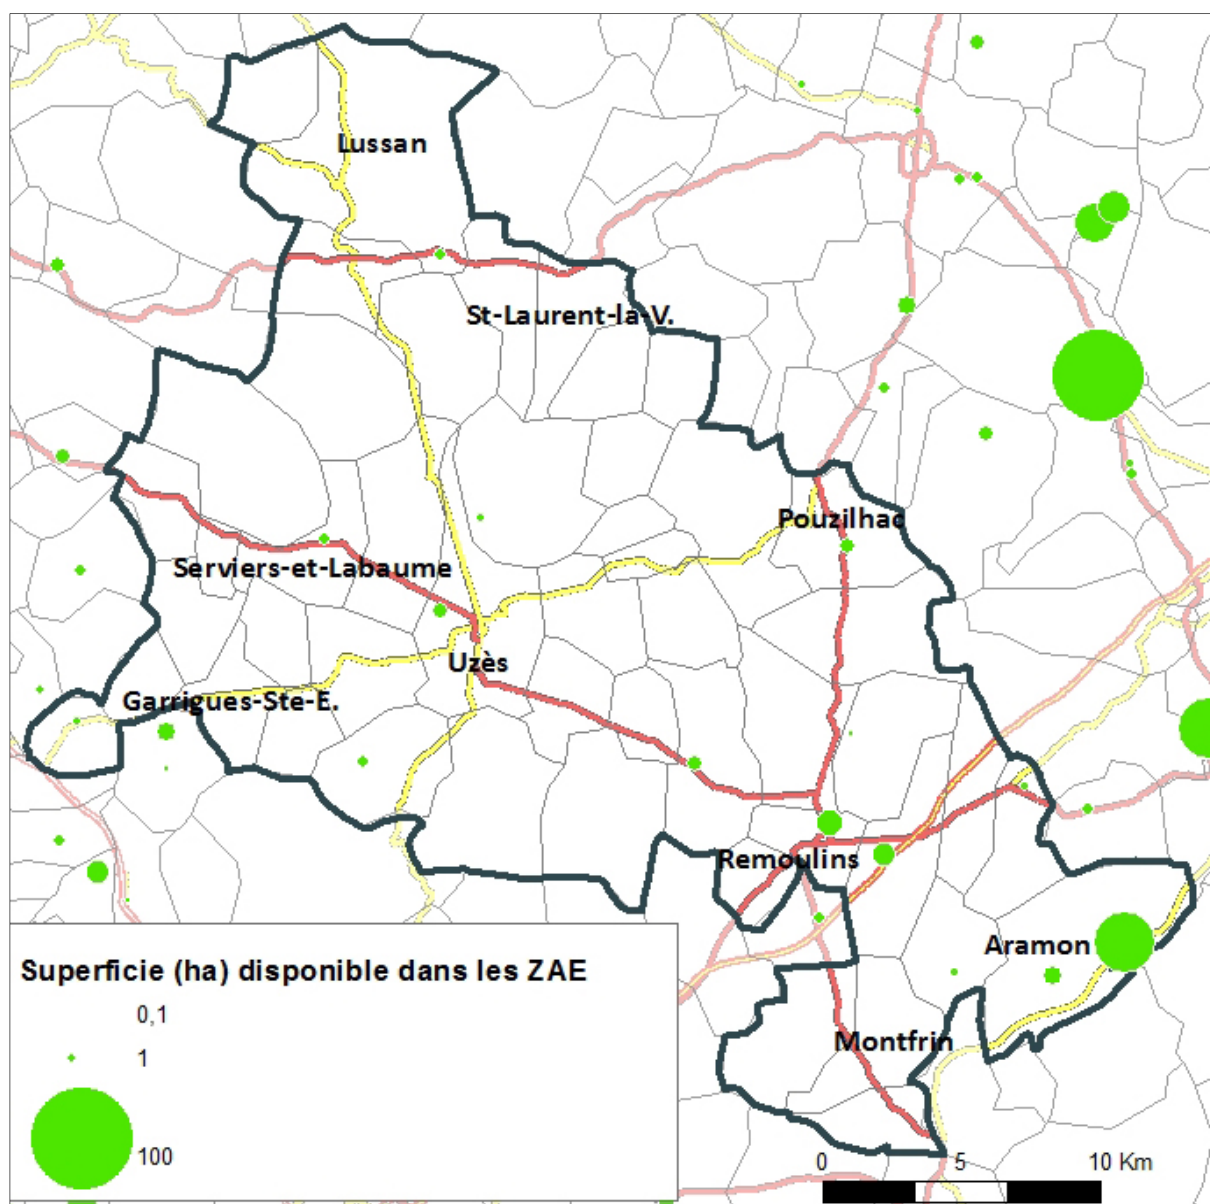 Lussan
St-Laurent-la-V.
Pouzilhac
Serviers-et-Labaume
Uzès
Garrigues-Ste-E.
Remoulins
Aramon
Montfrin
Superficie (ha) disponible dans les ZAE
0,1
1
100
0 5 10 Km